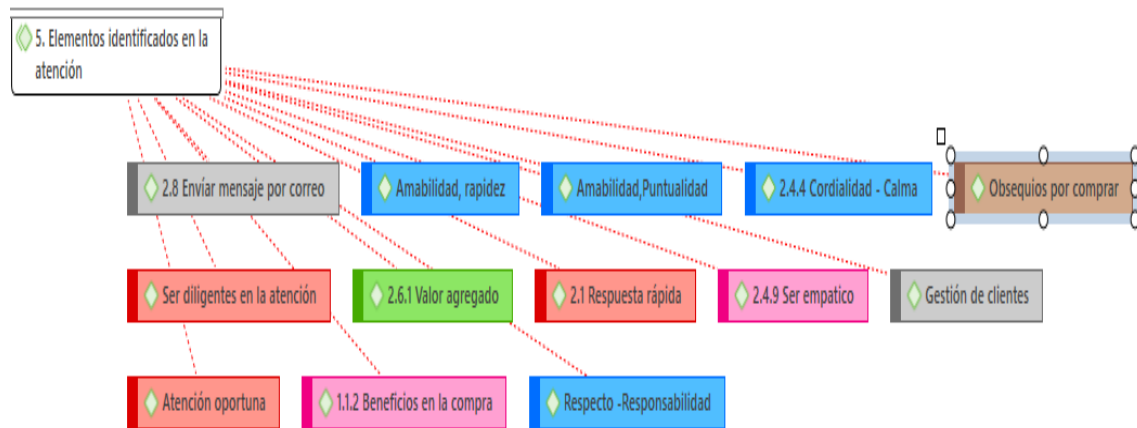 5. Elementos identificados en la
atención
2.8 Envíar mensaje por correo
Amabilidad, rapidez
Amabilidad,Puntualidad
2.4.4 Cordialidad - Calma
Obsequios por comprar
Ser diligentes en la atención
2.6.1 Valor agregado
2.1 Respuesta rápida
2.4.9 Ser empatico
Gestión de clientes
Atención oportuna
1.1.2 Beneficios en la compra
Respecto -Responsabilidad